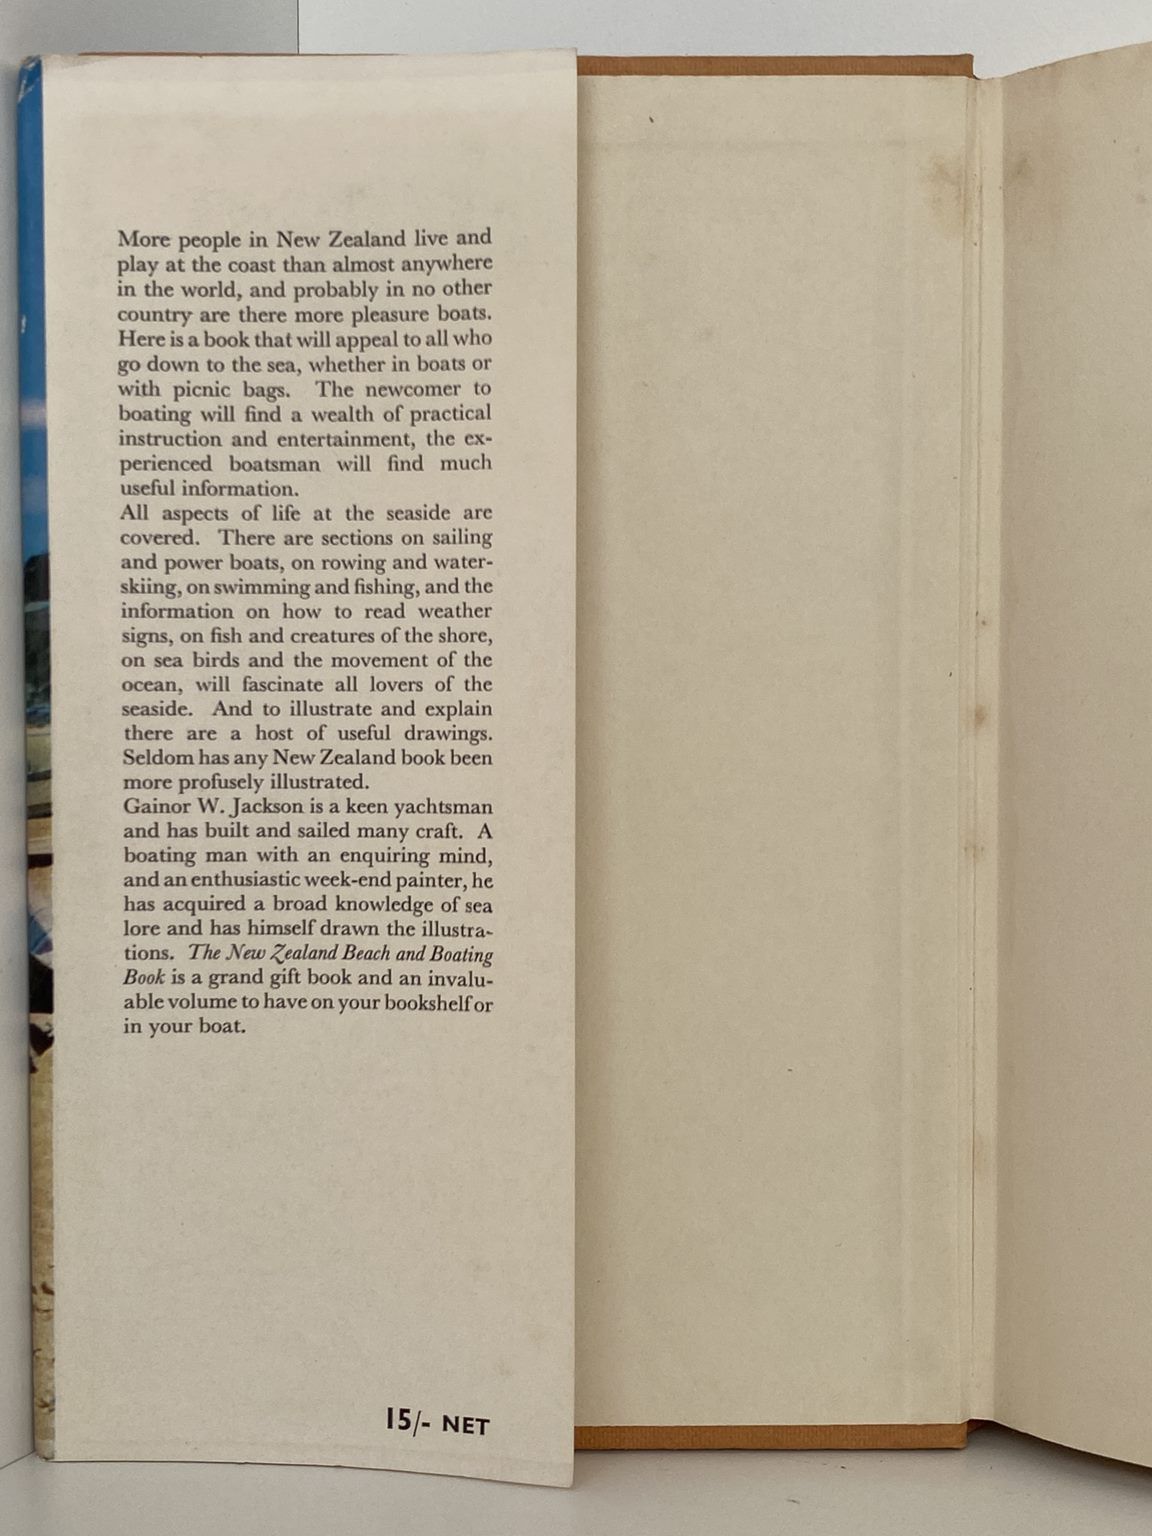 More people in New Zealand live and
play at the coast than almost anywhere
in the world, and probably in no other
country are there more pleasure boats.
Here is a book that will appeal to all who
go down to the sea, whether in boats or
with picnic bags. The newcomer to
boating will find a wealth of practical
instruction and entertainment, the ex-
perienced boatsman will find much
useful information.
All aspects of life at the seaside are
covered. There are sections on sailing
and power boats, on rowing and water-
skiing, on swimming and fishing, and the
information on how to read weather
signs, on fish and creatures of the shore,
on sea birds and the movement of the
ocean, will fascinate all lovers of the
seaside. And to illustrate and explain
there are a host of useful drawings.
Seldom has any New Zealand book been
more profusely illustrated.
Gainor W. Jackson is a keen yachtsman
and has built and sailed many craft. A
boating man with an enquiring mind,
and an enthusiastic week-end painter, he
has acquired a broad knowledge of sea
lore and has himself drawn the illustra-
tions. The New Zealand Beach and Boating
Book is a grand gift book and an invalu-
able volume to have on your bookshelf or
in your boat.
15/- NET